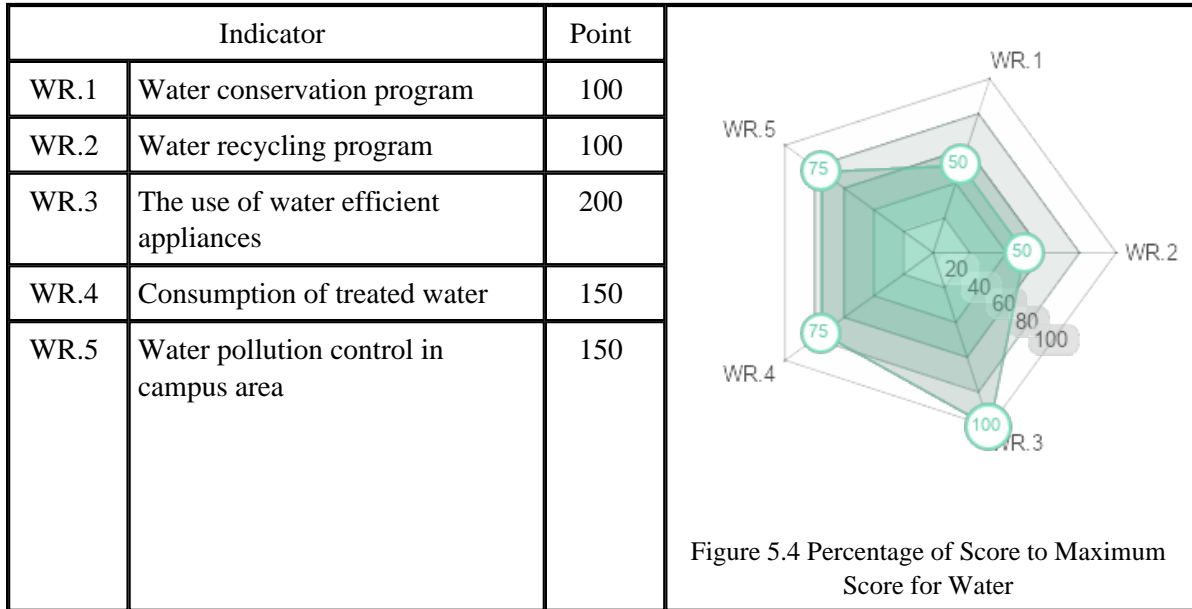 Indicator Point
WR.1 Water conservation program 100
WR.2 Water recycling program 100
WR.3 The use of water efficient 200
appliances
WR.4 Consumption of treated water 150
WR.5 Water pollution control in 150
campus area
WR.1
WR.5
75
50
50
WR.2
20
40
60
80
100
75
WR.4
100
WR.3
Figure 5.4 Percentage of Score to Maximum
Score for Water